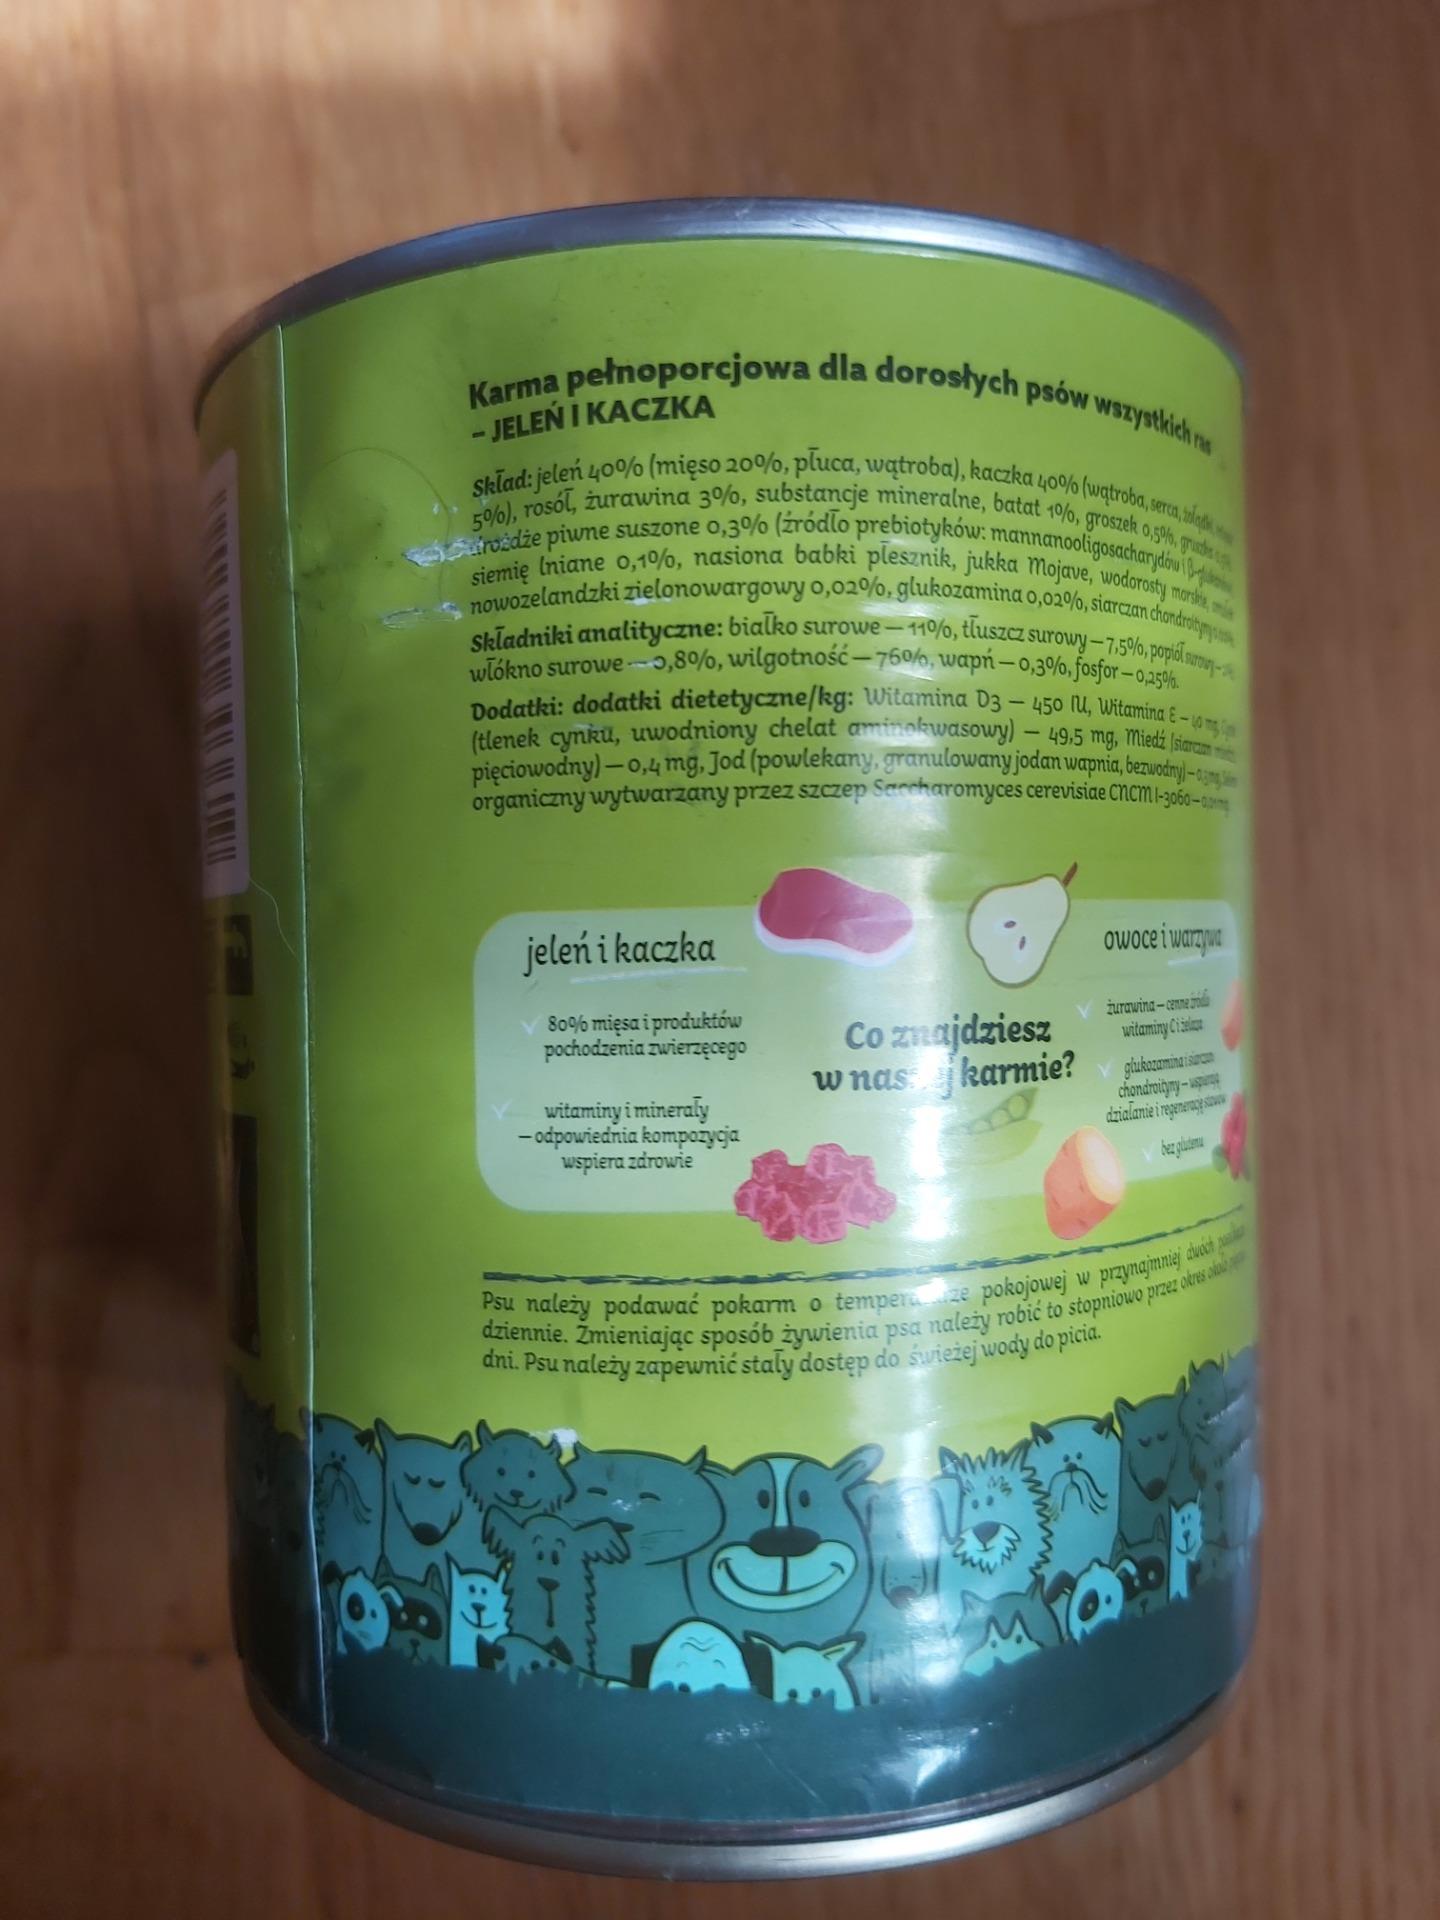 Karma pełnoporcjowa dla dorosłych psów wszystkich ras
– JELEŃ I KACZKA
Skład: jeleń 40% (mięso 20%, płuca, wątroba), kaczka 40% (wątroba, serca, żołądki,
5%), rosół, żurawina 3%, substancje mineralne, batat 1%, groszek 0,5%, gruszka
drożdże piwne suszone 0,3% (źródło prebiotyków: mannanooligosacharydów i β-glukanów),
siemię lniane 0,1%, nasiona babki płesznik, jukka Mojave, wodorosty morskie,
nowozelandzki zielonowargowy 0,02%, glukozamina 0,02%, siarczan chondroityny
Składniki analityczne: białko surowe – 11%, tłuszcz surowy – 7,5%, popiół surowy –
włókno surowe – 0,8%, wilgotność – 76%, wapń – 0,3%, fosfor – 0,25%.
Dodatki: dodatki dietetyczne/kg: Witamina D3 – 450 IU, Witamina E – 40 mg,
(tlenek cynku, uwodniony chelat aminokwasowy) – 49,5 mg, Miedź (siarczan
pięciowodny) – 0,4 mg, Jod (powlekany, granulowany jodan wapnia, bezwodny) –
organiczny wytwarzany przez szczep Saccharomyces cerevisiae CNCM I-3060 –
jeleń i kaczka
80% mięsa i produktów
pochodzenia zwierzęcego
witaminy i minerały
– odpowiednia kompozycja
wspiera zdrowie
Co znajdziesz
w naszej karmie?
owoce i warzywa
żurawina – cenne źródło
witaminy C i żelaza
glukozamina i siarczan
chondroityny – wspierają
działanie i regenerację stawów
bez glutenu
Psu należy podawać pokarm o temperaturze pokojowej w przynajmniej dwóch
dziennie. Zmieniając sposób żywienia psa należy robić to stopniowo przez okres około
dni. Psu należy zapewnić stały dostęp do świeżej wody do picia.